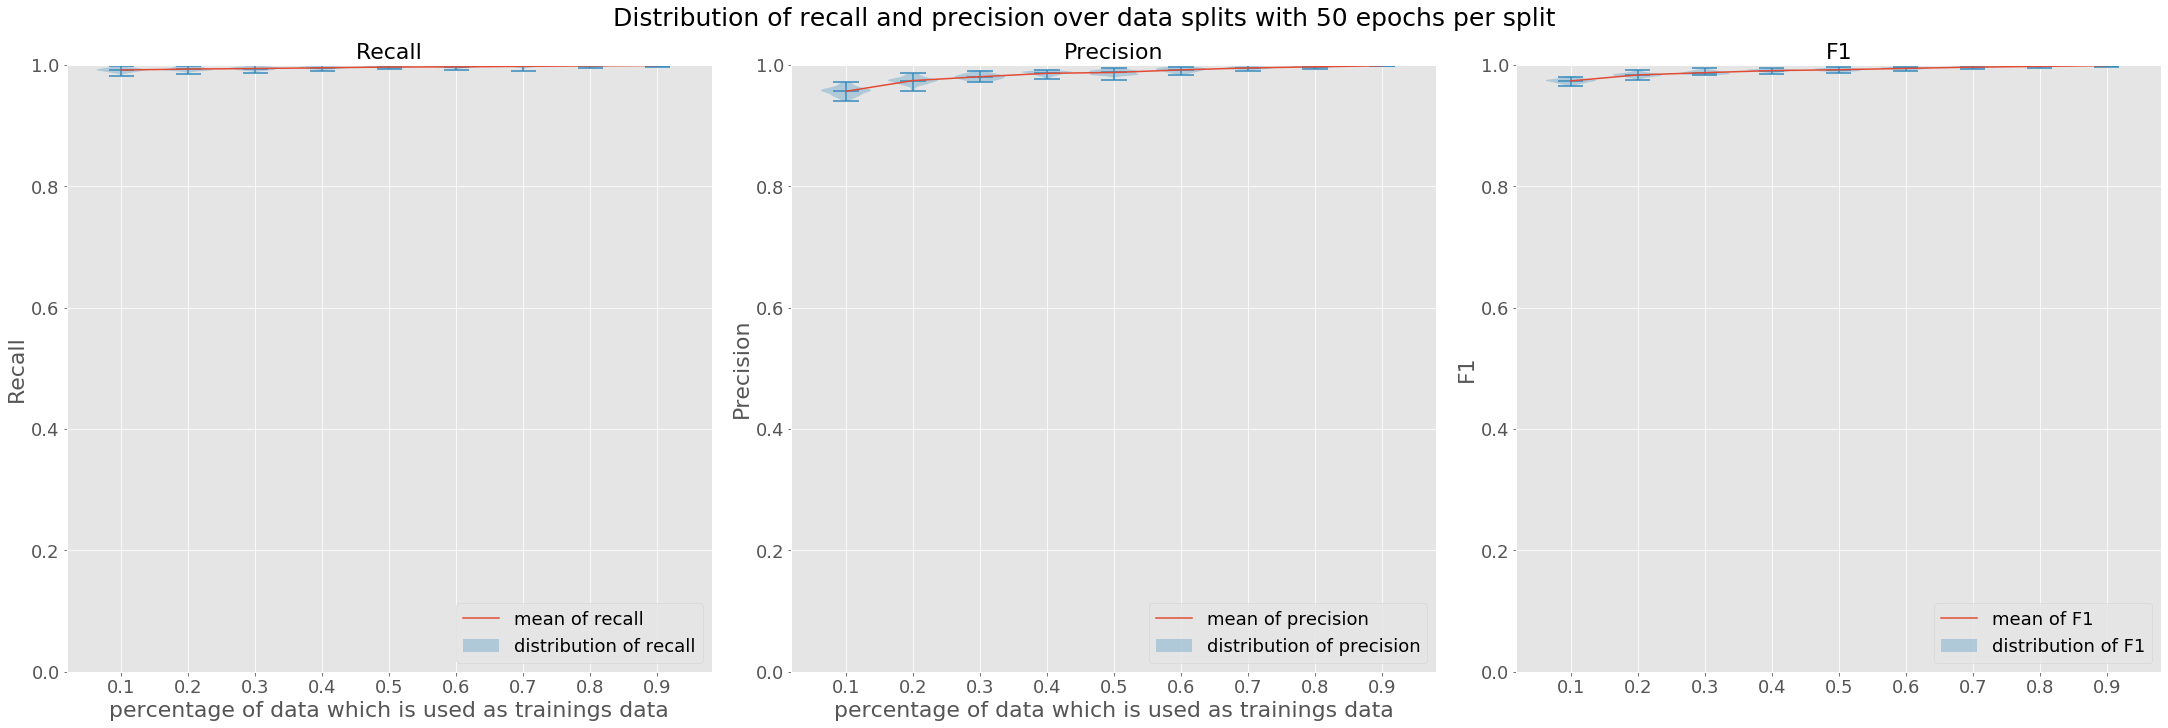 Distribution of recall and precision over data splits with 50 epochs per split
Recall
1.0
0.8
0.6
0.4
0.2
0.0
Recall
mean of recall
distribution of recall
0.1 0.2 0.3 0.4 0.5 0.6 0.7 0.8 0.9
percentage of data which is used as trainings data
Precision
1.0
0.8
0.6
0.4
0.2
0.0
Precision
mean of precision
distribution of precision
0.1 0.2 0.3 0.4 0.5 0.6 0.7 0.8 0.9
percentage of data which is used as trainings data
F1
1.0
0.8
0.6
0.4
0.2
0.0
F1
mean of F1
distribution of F1
0.1 0.2 0.3 0.4 0.5 0.6 0.7 0.8 0.9